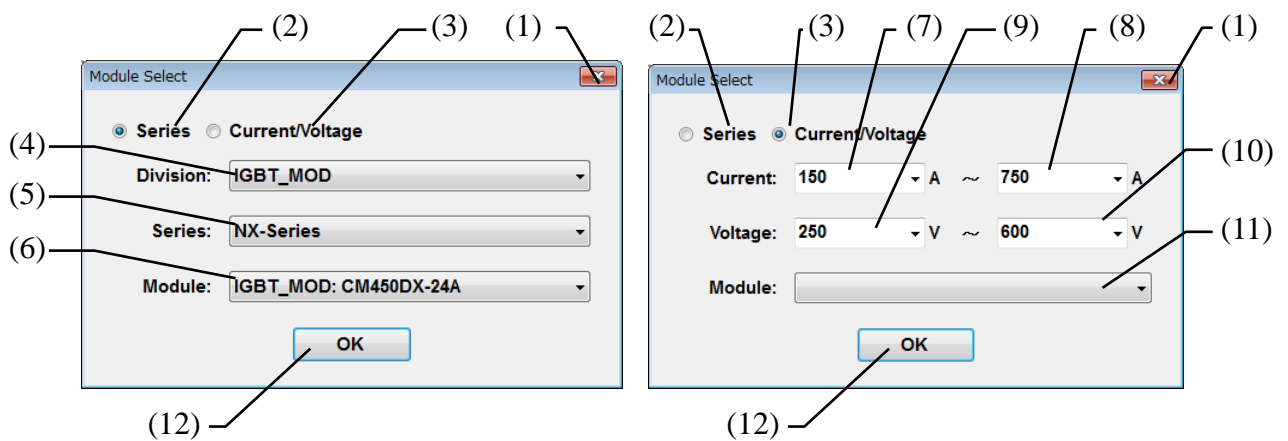 (2) (3) (1) (2) (3) (7) (9) (8) (1)
Module Select
Module Select
Series Current/Voltage
Series Current/Voltage
(4)
Division: IGBT_MOD
Current: 150 A ~ 750 A
(10)
(5)
Series: NX-Series
Voltage: 250 V ~ 600 V
(11)
(6)
Module: IGBT_MOD: CM450DX-24A
Module:
OK
OK
(12)
(12)